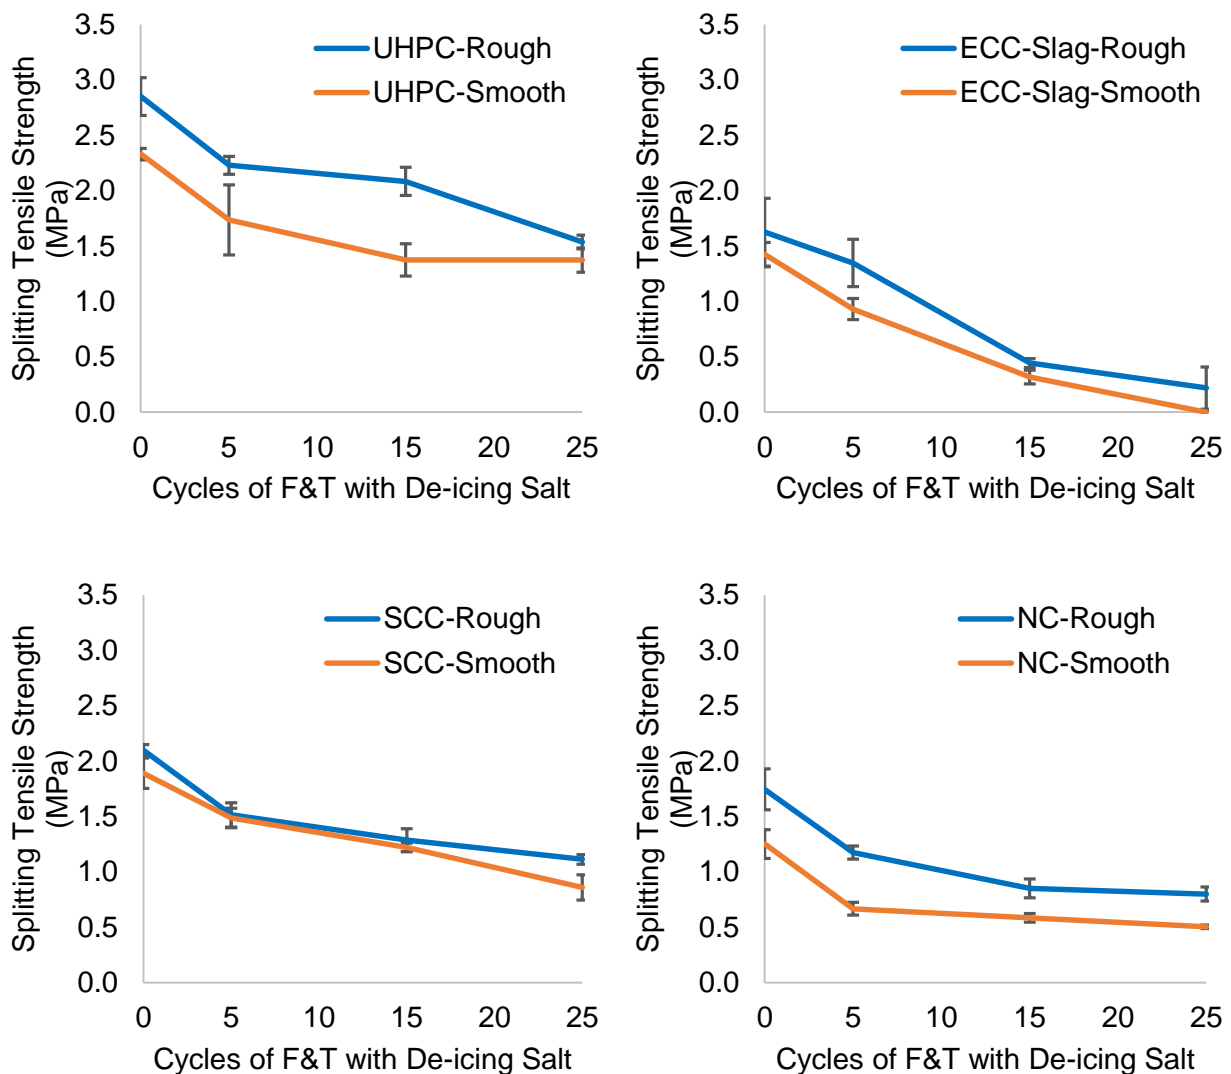 Splitting Tensile Strength
(MPa)
3.5
3.0
2.5
2.0
1.5
1.0
0.5
0.0
UHPC-Rough
UHPC-Smooth
0 5 10 15 20 25
Cycles of F&T with De-icing Salt
Splitting Tensile Strength
(MPa)
3.5
3.0
2.5
2.0
1.5
1.0
0.5
0.0
ECC-Slag-Rough
ECC-Slag-Smooth
0 5 10 15 20 25
Cycles of F&T with De-icing Salt
Splitting Tensile Strength
(MPa)
3.5
3.0
2.5
2.0
1.5
1.0
0.5
0.0
SCC-Rough
SCC-Smooth
0 5 10 15 20 25
Cycles of F&T with De-icing Salt
Splitting Tensile Strength
(MPa)
3.5
3.0
2.5
2.0
1.5
1.0
0.5
0.0
NC-Rough
NC-Smooth
0 5 10 15 20 25
Cycles of F&T with De-icing Salt